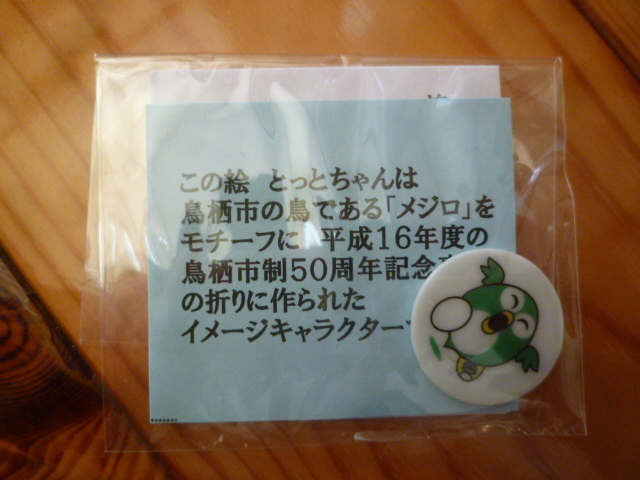 この絵 とっとちゃんは
鳥栖市の鳥である「メジロ」を
モチーフに 平成16年度の
鳥栖市制50周年記念
の折りに作られた
イメージキャラクター